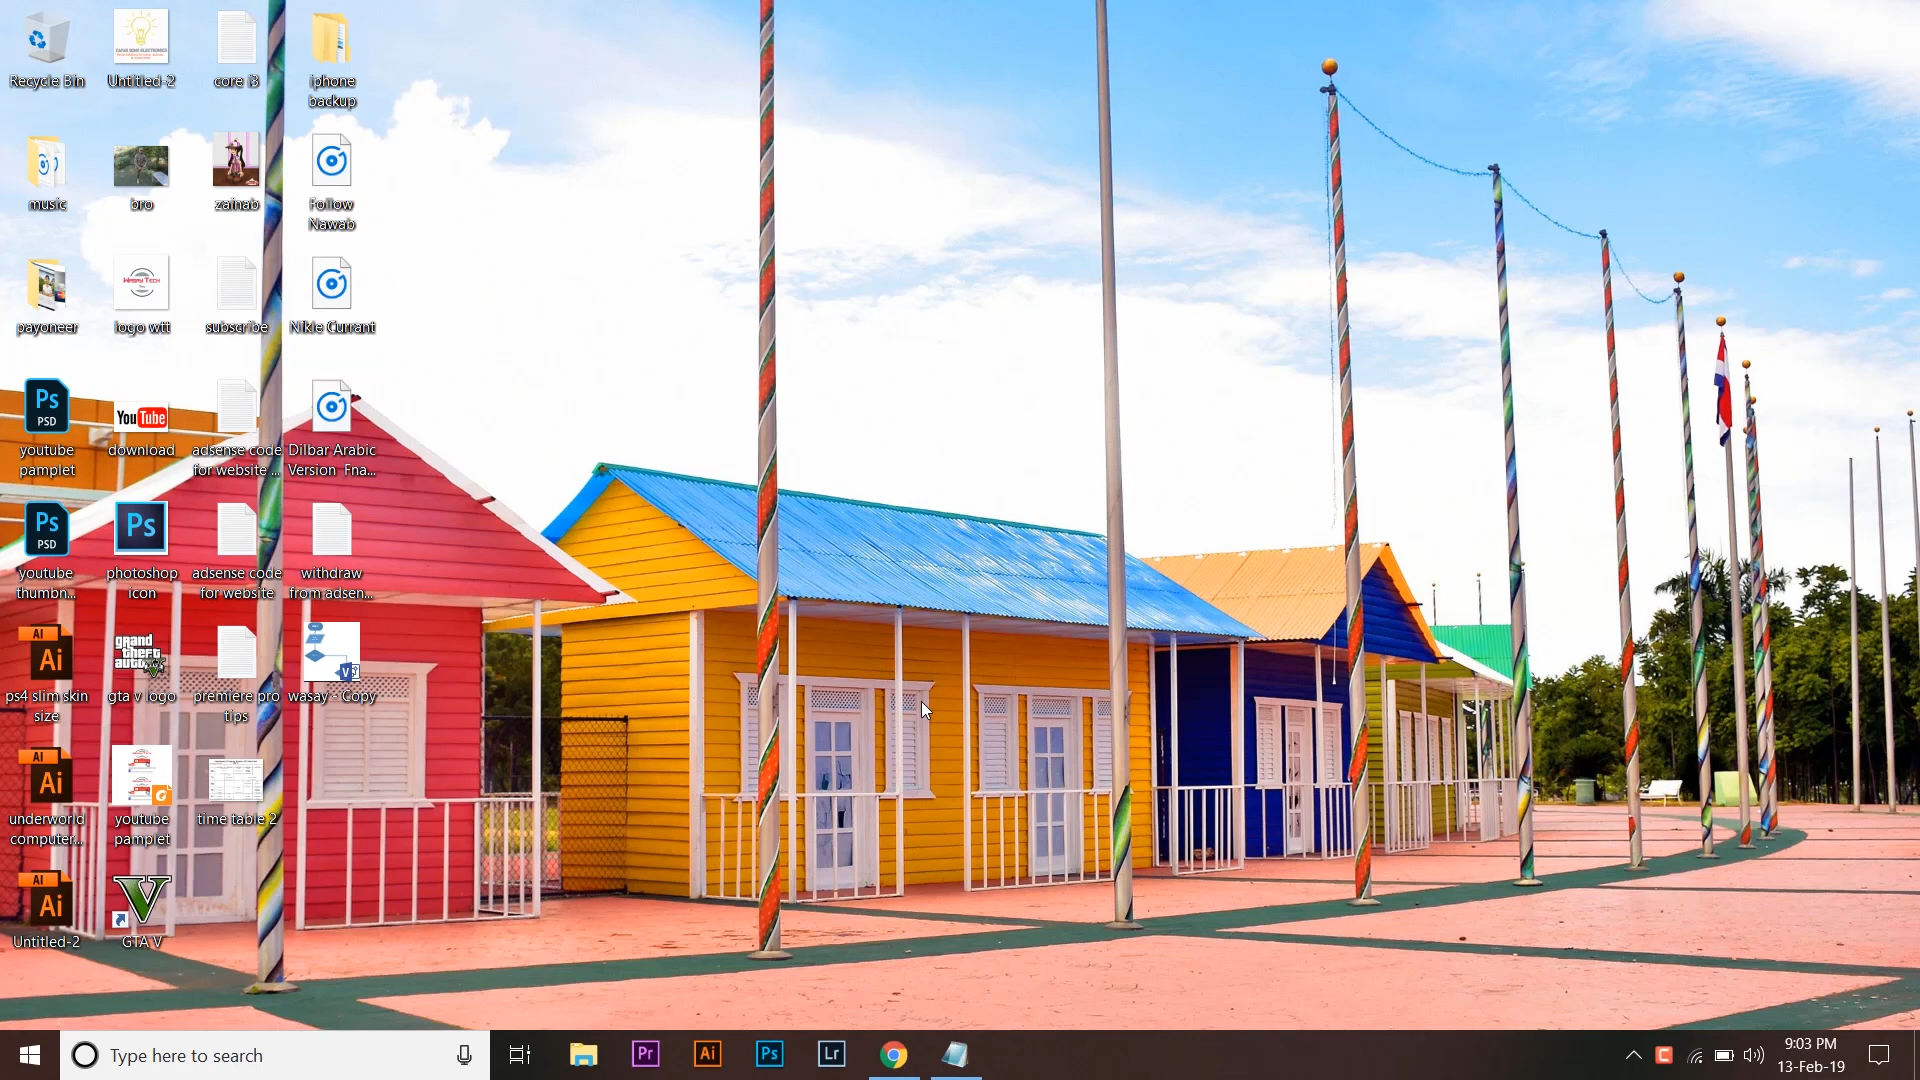 Recycle Bin
Untitled-2
core i3
iphone
backup
music
bro
zainab
Follow
Nawab
payoneer
logo wtt
subscribe
Nikle Currant
Ps
PSD
youtube
pamplet
YouTube
download
adsense code
for website ...
Dilbar Arabic
Version Fna...
Ps
PSD
youtube
thumbn...
Ps
photoshop
icon
adsense code
for website
withdraw
from adsen...
Ai
Ai
ps4 slim skin
size
grand
theft
auto
gta v logo
premiere pro
tips
wasay - Copy
Ai
Ai
underworld
computer...
youtube
pamplet
time table 2
Ai
Ai
Untitled-2
GTA V
Type here to search
Pr
Ai
Ps
Lr
9:03 PM
13-Feb-19